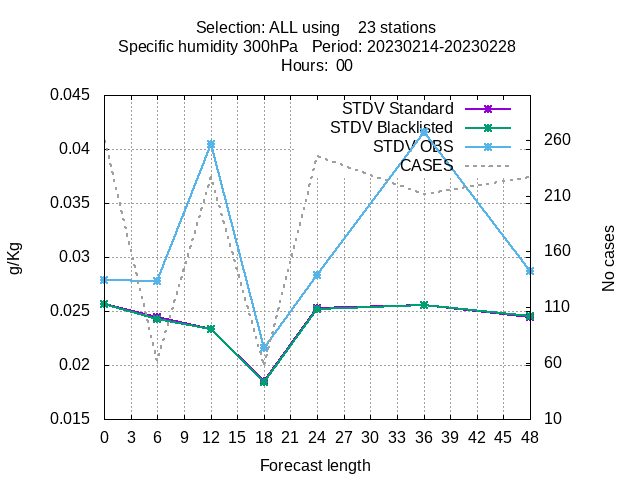 Selection: ALL using    23 stations
Specific humidity 300hPa   Period: 20230214-20230228
Hours:  00
STDV Standard
STDV Blacklisted
STDV OBS
CASES
0.045
0.04
0.035
0.03
0.025
0.02
0.015
260
210
160
110
60
10
g/Kg
No cases
0 3 6 9 12 15 18 21 24 27 30 33 36 39 42 45 48
Forecast length